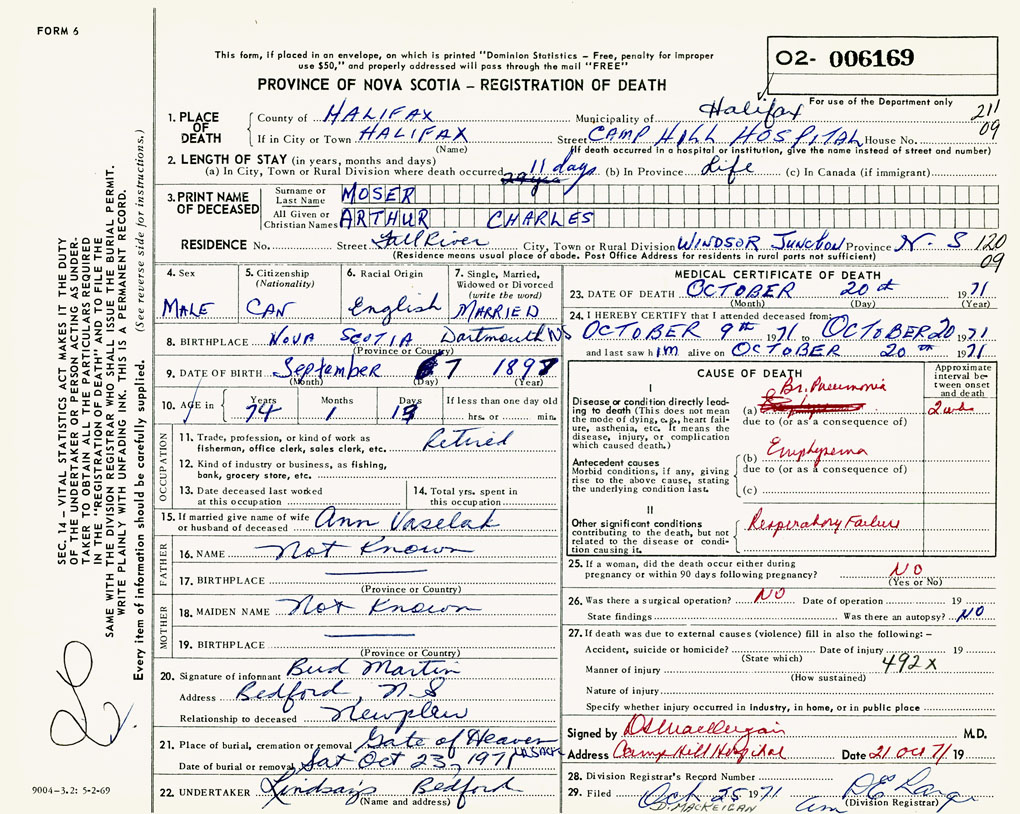 FORM 6
This form, if placed in an envelope, on which is printed "Dominion Statistics – Free, penalty for improper
use $50," and properly addressed will pass through the mail "FREE"
O2- 006169
PROVINCE OF NOVA SCOTIA – REGISTRATION OF DEATH
For use of the Department only
1. PLACE OF DEATH
County of HALIFAX Municipality of Halifax 211
09
If in City or Town HALIFAX Street CAMP HILL HOSPITAL House No.
(Name) (If death occurred in a hospital or institution, give the name instead of street and number)
2. LENGTH OF STAY (in years, months and days)
(a) In City, Town or Rural Division where death occurred 11 days (b) In Province Life (c) In Canada (if immigrant)
3. PRINT NAME OF DECEASED
Surname or Last Name MOSER
All Given or Christian Names ARTHUR CHARLES
RESIDENCE No. Street Fall River City, Town or Rural Division WINDSOR JUNCTION Province N. S 120
09
(Residence means usual place of abode. Post Office Address for residents in rural parts not sufficient)
4. Sex
MALE
5. Citizenship
(Nationality)
CAN
6. Racial Origin
English
7. Single, Married,
Widowed or Divorced
(write the word)
MARRIED
8. BIRTHPLACE NOVA SCOTIA Dartmouth NS
(Province or Country)
9. DATE OF BIRTH September 7 1897
(Month) (Day) (Year)
10. AGE in Years Months Days If less than one day old
74 1 13 hrs. or min.
OCCUPATION
11. Trade, profession, or kind of work as
fisherman, office clerk, sales clerk, etc. Retired
12. Kind of industry or business, as fishing,
bank, grocery store, etc.
13. Date deceased last worked
at this occupation
14. Total yrs. spent in
this occupation
15. If married give name of wife
or husband of deceased Ann Vaselak
FATHER
16. NAME Not Known
17. BIRTHPLACE
(Province or Country)
MOTHER
18. MAIDEN NAME Not Known
19. BIRTHPLACE
(Province or Country)
20. Signature of informant Bud Martin
Address Bedford, N-S
Relationship to deceased Newphew
21. Place of burial, cremation or removal Gate of Heaven
Date of burial or removal Sat Oct 23, 1971
22. UNDERTAKER Lindsay's Bedford
(Name and address)
MEDICAL CERTIFICATE OF DEATH
23. DATE OF DEATH OCTOBER 20th 1971
(Month) (Day) (Year)
24. I HEREBY CERTIFY that I attended deceased from:
OCTOBER 9th 1971 to OCTOBER 20 1971
and last saw him alive on OCTOBER 20th 1971
CAUSE OF DEATH
Approximate
interval be-
tween onset
and death
I
Disease or condition directly lead-
ing to death (This does not mean
the mode of dying, e.g., heart fail-
ure, asthenia, etc. It means the
disease, injury, or complication
which caused death.)
Br. Pneumonia
(a) 2 wks
due to (or as a consequence of)
Antecedent causes
Morbid conditions, if any, giving
rise to the above cause, stating
the underlying condition last.
(b) Emphysema
due to (or as a consequence of)
(c)
II
Other significant conditions
contributing to the death, but not
related to the disease or condi-
tion causing it.
Respiratory Failure
25. If a woman, did the death occur either during
pregnancy or within 90 days following pregnancy? NO
(Yes or No)
26. Was there a surgical operation? NO Date of operation 19
State findings Was there an autopsy? NO
27. If death was due to external causes (violence) fill in also the following: –
Accident, suicide or homicide? Date of injury 19
(State which)
Manner of injury 492X
(How sustained)
Nature of injury
Specify whether injury occurred in industry, in home, or in public place
Signed by M.D.
Address Camp Hill Hospital Date 21 Oct 71 19
28. Division Registrar's Record Number
29. Filed Oct 25 1971
D. MACKEIGAN (Division Registrar)
SEC. 14 – VITAL STATISTICS ACT MAKES IT THE DUTY
OF THE UNDERTAKER OR PERSON ACTING AS UNDER-
TAKER TO OBTAIN ALL THE PARTICULARS REQUIRED
IN THE "REGISTRATION OF DEATH" AND TO FILE THE
SAME WITH THE DIVISION REGISTRAR WHO SHALL ISSUE THE BURIAL PERMIT.
WRITE PLAINLY WITH UNFADING INK. THIS IS A PERMANENT RECORD.
Every item of information should be carefully supplied. (See reverse side for instructions.)
9004-3.2: 5-2-69